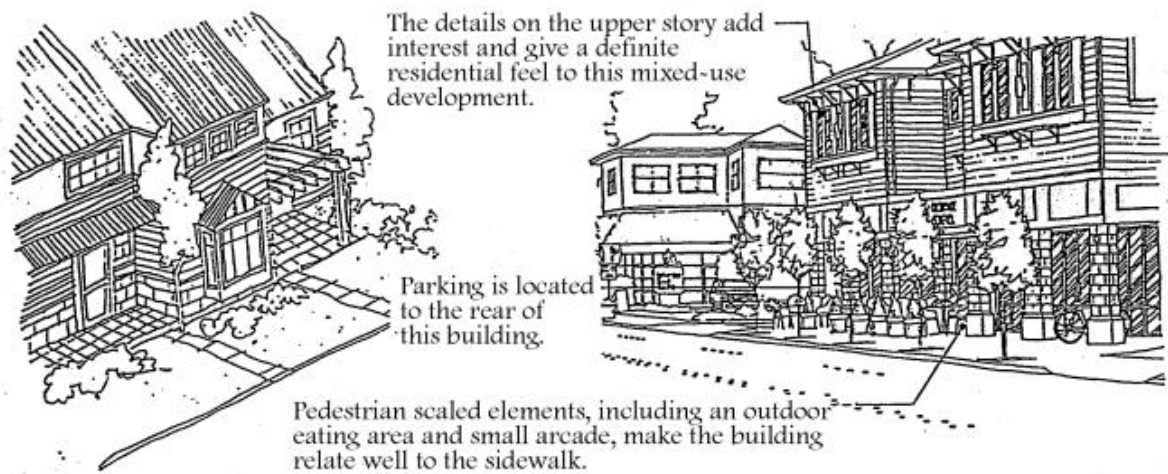 The details on the upper story add
interest and give a definite
residential feel to this mixed-use
development.
Parking is located
to the rear of
this building.
Pedestrian scaled elements, including an outdoor
eating area and small arcade, make the building
relate well to the sidewalk.